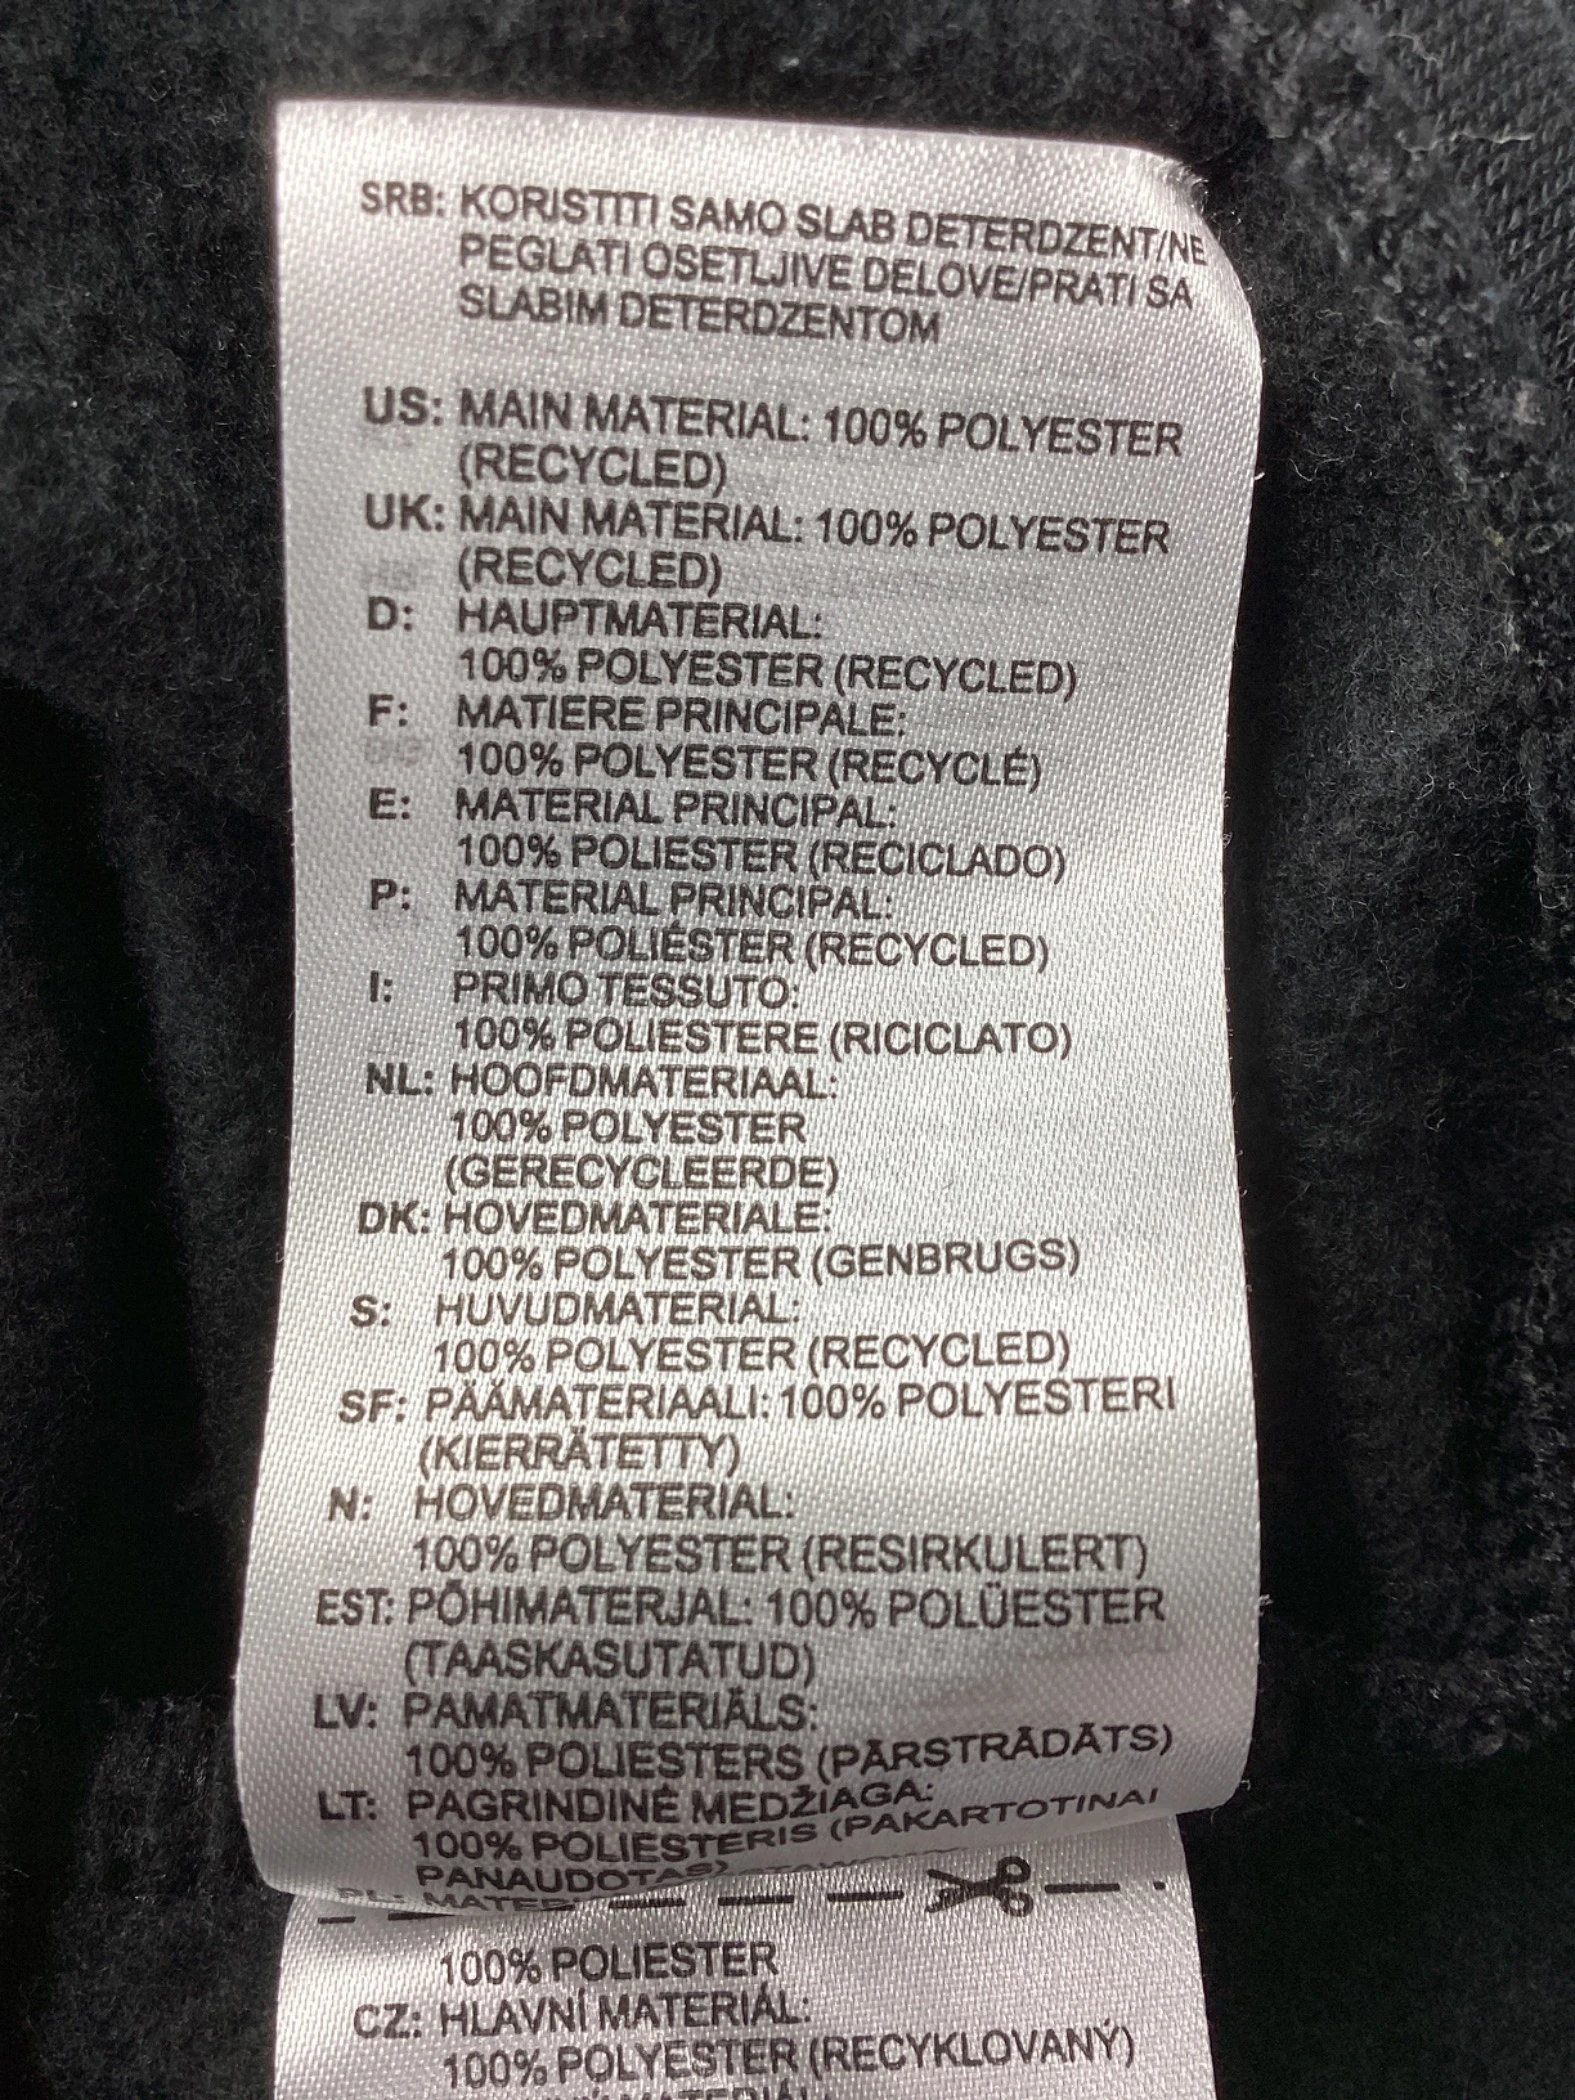 SRB: KORISTITI SAMO SLAB DETERDZENT/NE
PEGLATI OSETLJIVE DELOVE/PRATI SA
SLABIM DETERDZENTOM
US: MAIN MATERIAL: 100% POLYESTER
(RECYCLED)
UK: MAIN MATERIAL: 100% POLYESTER
(RECYCLED)
D: HAUPTMATERIAL:
100% POLYESTER (RECYCLED)
F: MATIERE PRINCIPALE:
100% POLYESTER (RECYCLÉ)
E: MATERIAL PRINCIPAL:
100% POLIESTER (RECICLADO)
P: MATERIAL PRINCIPAL:
100% POLIÉSTER (RECYCLED)
I: PRIMO TESSUTO:
100% POLIESTERE (RICICLATO)
NL: HOOFDMATERIAAL:
100% POLYESTER
(GERECYCLEERDE)
DK: HOVEDMATERIALE:
100% POLYESTER (GENBRUGS)
S: HUVUDMATERIAL:
100% POLYESTER (RECYCLED)
SF: PÄÄMATERIAALI: 100% POLYESTERI
(KIERRÄTETTY)
N: HOVEDMATERIAL:
100% POLYESTER (RESIRKULERT)
EST: PÕHIMATERJAL: 100% POLÜESTER
(TAASKASUTATUD)
LV: PAMATMATERIĀLS:
100% POLIESTERS (PĀRSTRĀDĀTS)
LT: PAGRINDINĖ MEDŽIAGA:
100% POLIESTERIS (PAKARTOTINAI
PANAUDOTAS)
PL:
100% POLIESTER
CZ: HLAVNÍ MATERIÁL:
100% POLYESTER (RECYKLOVANÝ)